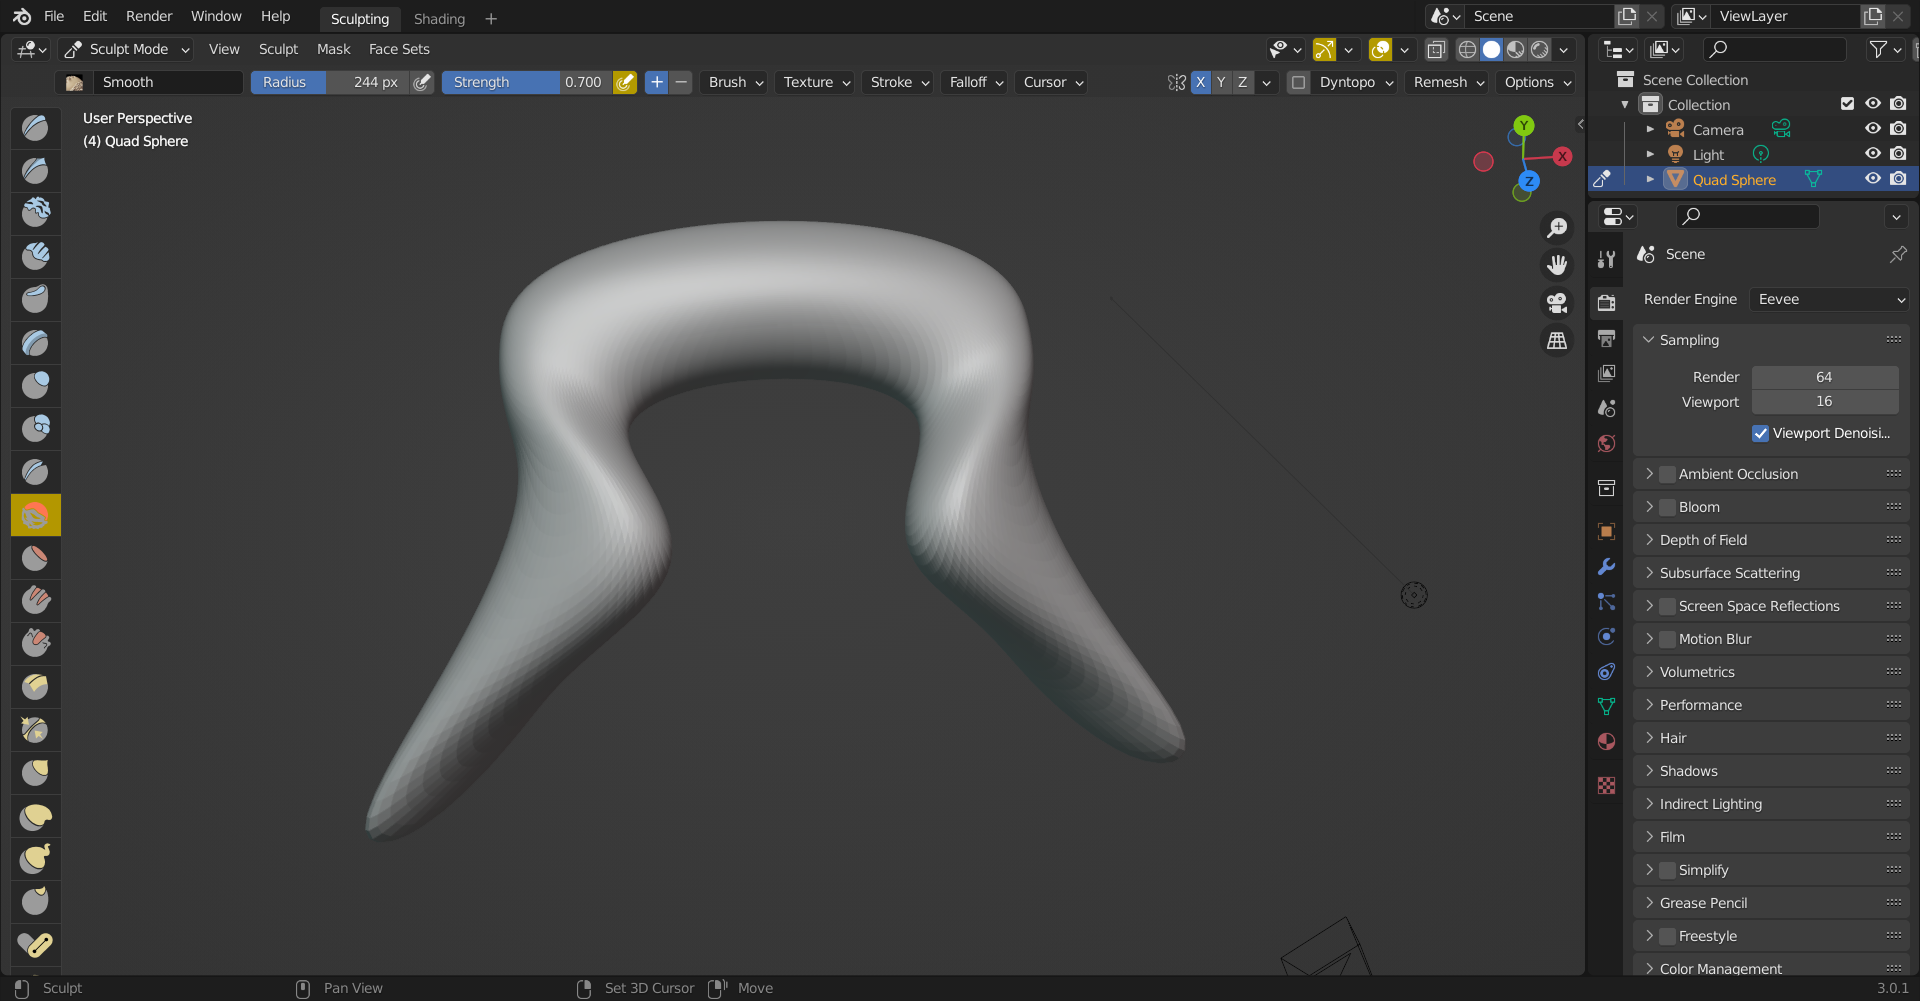 File Edit Render Window Help Sculpting Shading + Scene ViewLayer
Sculpt Mode View Sculpt Mask Face Sets
Smooth Radius 244 px Strength 0.700 + − Brush Texture Stroke Falloff Cursor X Y Z Dyntopo Remesh Options
User Perspective
(4) Quad Sphere
Y
X
Z
Scene Collection
Collection
Camera
Light
Quad Sphere
Scene
Render Engine Eevee
Sampling
Render 64
Viewport 16
Viewport Denoisi...
Ambient Occlusion
Bloom
Depth of Field
Subsurface Scattering
Screen Space Reflections
Motion Blur
Volumetrics
Performance
Hair
Shadows
Indirect Lighting
Film
Simplify
Grease Pencil
Freestyle
Color Management
Sculpt Pan View Set 3D Cursor Move 3.0.1